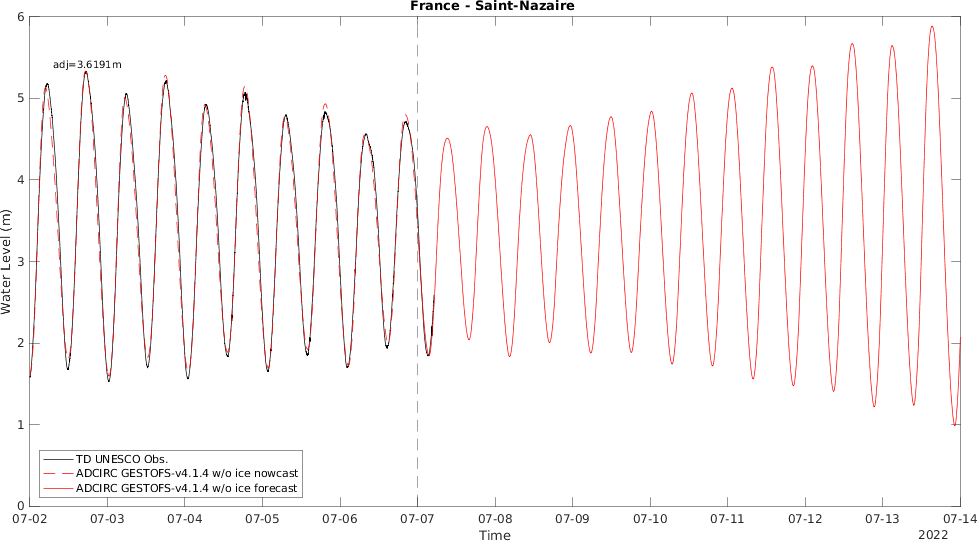 France - Saint-Nazaire
adj=3.6191m
Water Level (m)
6
5
4
3
2
1
0
TD UNESCO Obs.
ADCIRC GESTOFS-v4.1.4 w/o ice nowcast
ADCIRC GESTOFS-v4.1.4 w/o ice forecast
07-02 07-03 07-04 07-05 07-06 07-07 07-08 07-09 07-10 07-11 07-12 07-13 07-14
Time
2022